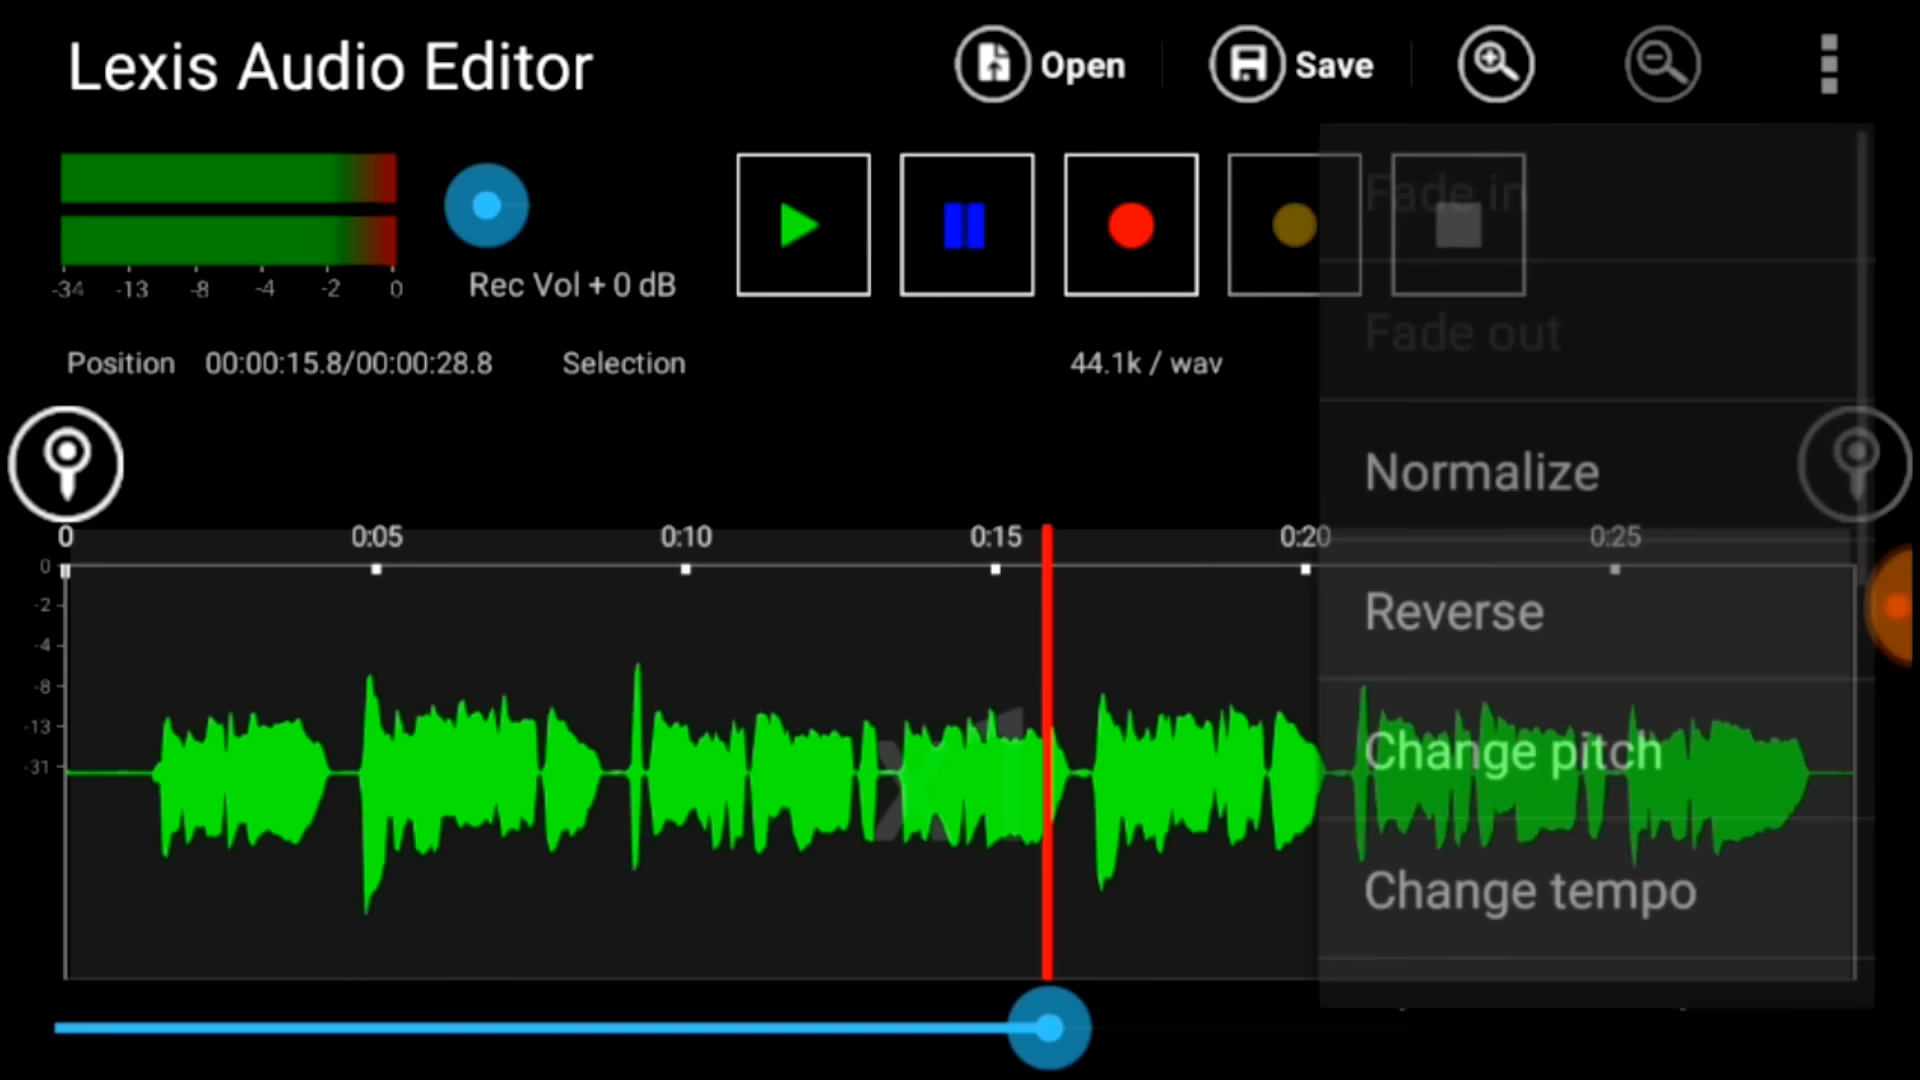 Lexis Audio Editor
Open
Save
-34 -13 -8 -4 -2 0
Rec Vol + 0 dB
Fade in
Fade out
Position 00:00:15.8/00:00:28.8 Selection 44.1k / wav
Normalize
0 0:05 0:10 0:15 0:20 0:25
0
-2
-4
-8
-13
-31
Reverse
Change pitch
Change tempo